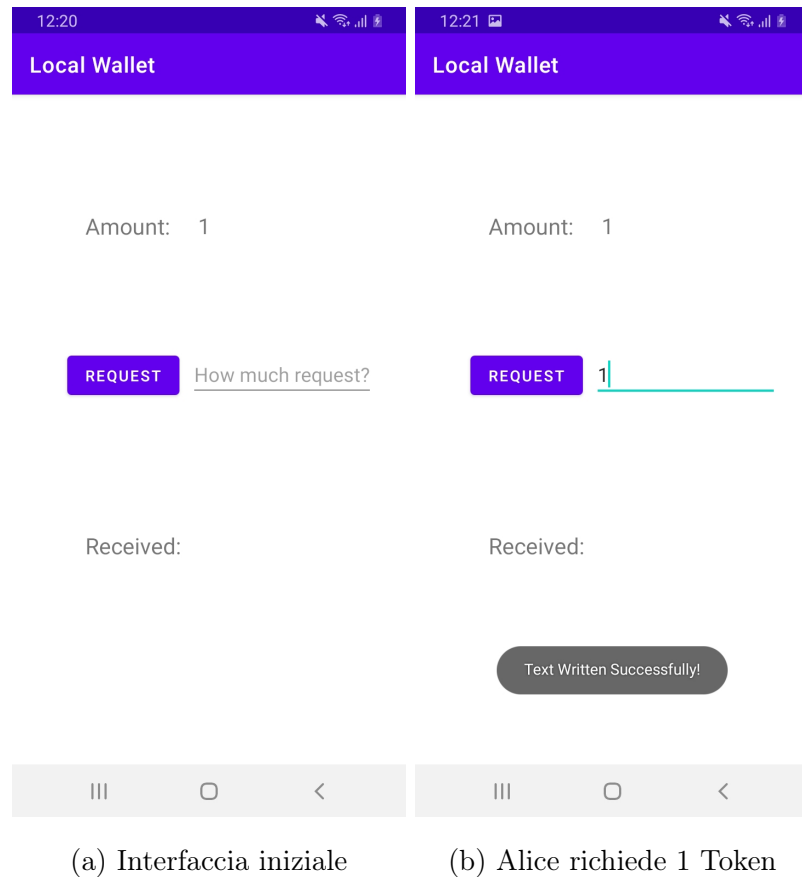 12:20
Local Wallet
Amount: 1
REQUEST How much request?
Received:
(a) Interfaccia iniziale
12:21
Local Wallet
Amount: 1
REQUEST 1
Received:
Text Written Successfully!
(b) Alice richiede 1 Token